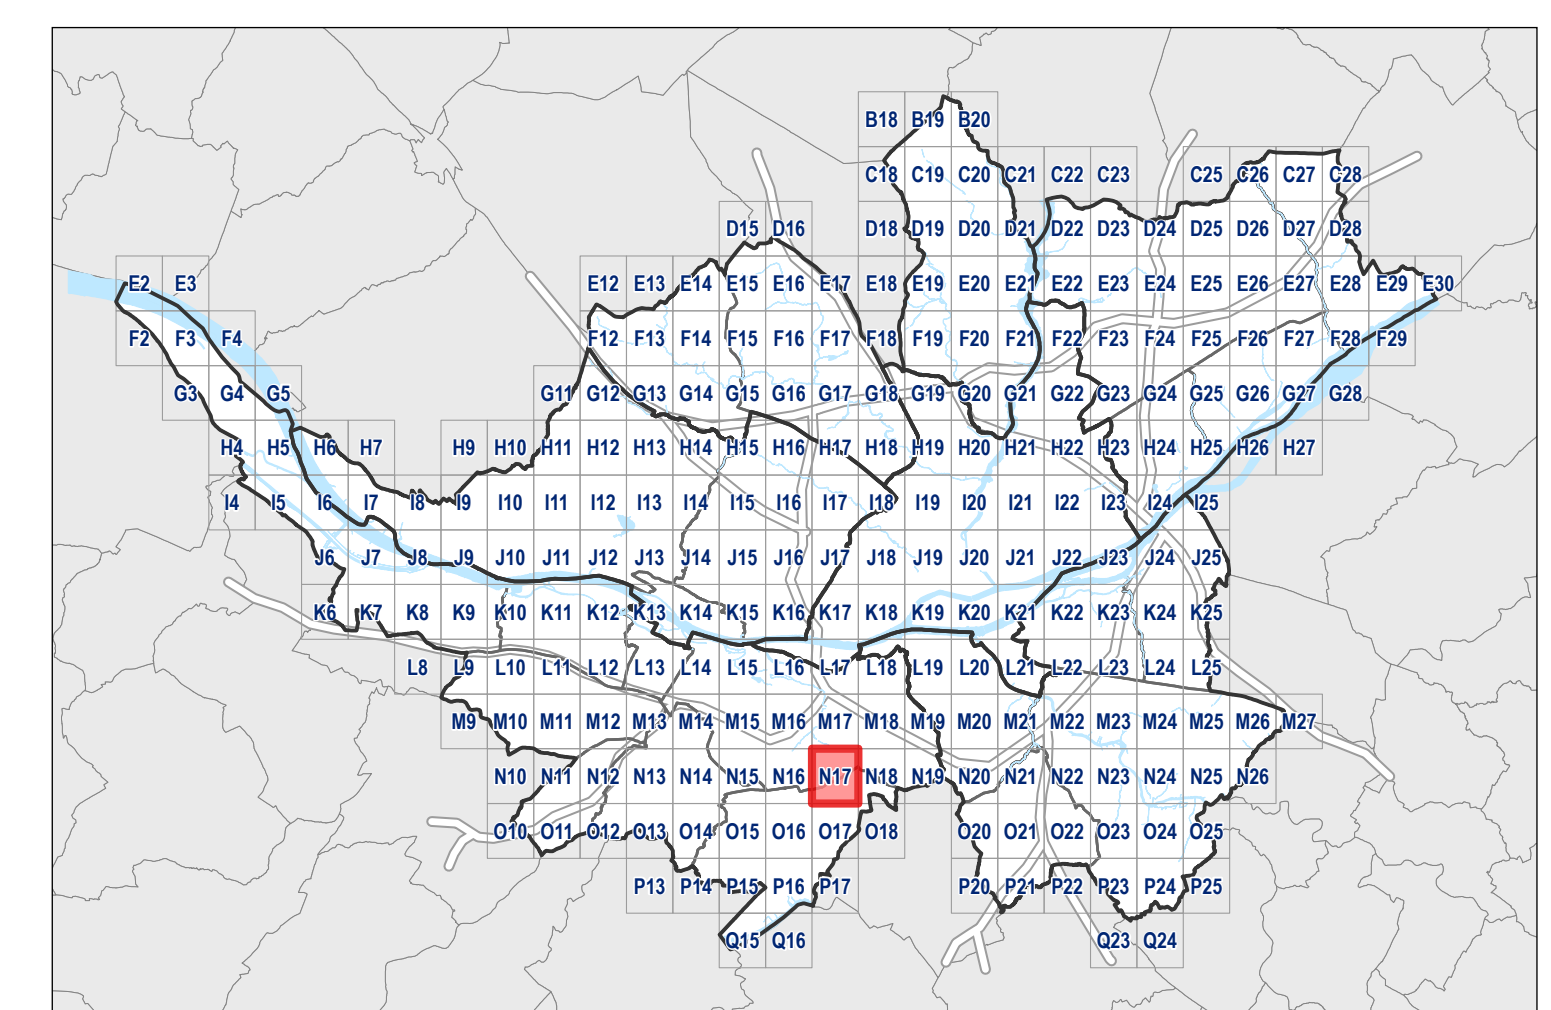 B18 B19 B20
C18 C19 C20 C21 C22 C23 C25 C26 C27 C28
D15 D16 D18 D19 D20 D21 D22 D23 D24 D25 D26 D27 D28
E2 E3 E12 E13 E14 E15 E16 E17 E18 E19 E20 E21 E22 E23 E24 E25 E26 E27 E28 E29 E30
F2 F3 F4 F12 F13 F14 F15 F16 F17 F18 F19 F20 F21 F22 F23 F24 F25 F26 F27 F28 F29
G3 G4 G5 G11 G12 G13 G14 G15 G16 G17 G18 G19 G20 G21 G22 G23 G24 G25 G26 G27 G28
H4 H5 H6 H7 H9 H10 H11 H12 H13 H14 H15 H16 H17 H18 H19 H20 H21 H22 H23 H24 H25 H26 H27
I4 I5 I6 I7 I8 I9 I10 I11 I12 I13 I14 I15 I16 I17 I18 I19 I20 I21 I22 I23 I24 I25
J6 J7 J8 J9 J10 J11 J12 J13 J14 J15 J16 J17 J18 J19 J20 J21 J22 J23 J24 J25
K6 K7 K8 K9 K10 K11 K12 K13 K14 K15 K16 K17 K18 K19 K20 K21 K22 K23 K24 K25
L8 L9 L10 L11 L12 L13 L14 L15 L16 L17 L18 L19 L20 L21 L22 L23 L24 L25
M9 M10 M11 M12 M13 M14 M15 M16 M17 M18 M19 M20 M21 M22 M23 M24 M25 M26 M27
N10 N11 N12 N13 N14 N15 N16 N17 N18 N19 N20 N21 N22 N23 N24 N25 N26
O10 O11 O12 O13 O14 O15 O16 O17 O18 O20 O21 O22 O23 O24 O25
P13 P14 P15 P16 P17 P20 P21 P22 P23 P24 P25
Q15 Q16 Q23 Q24